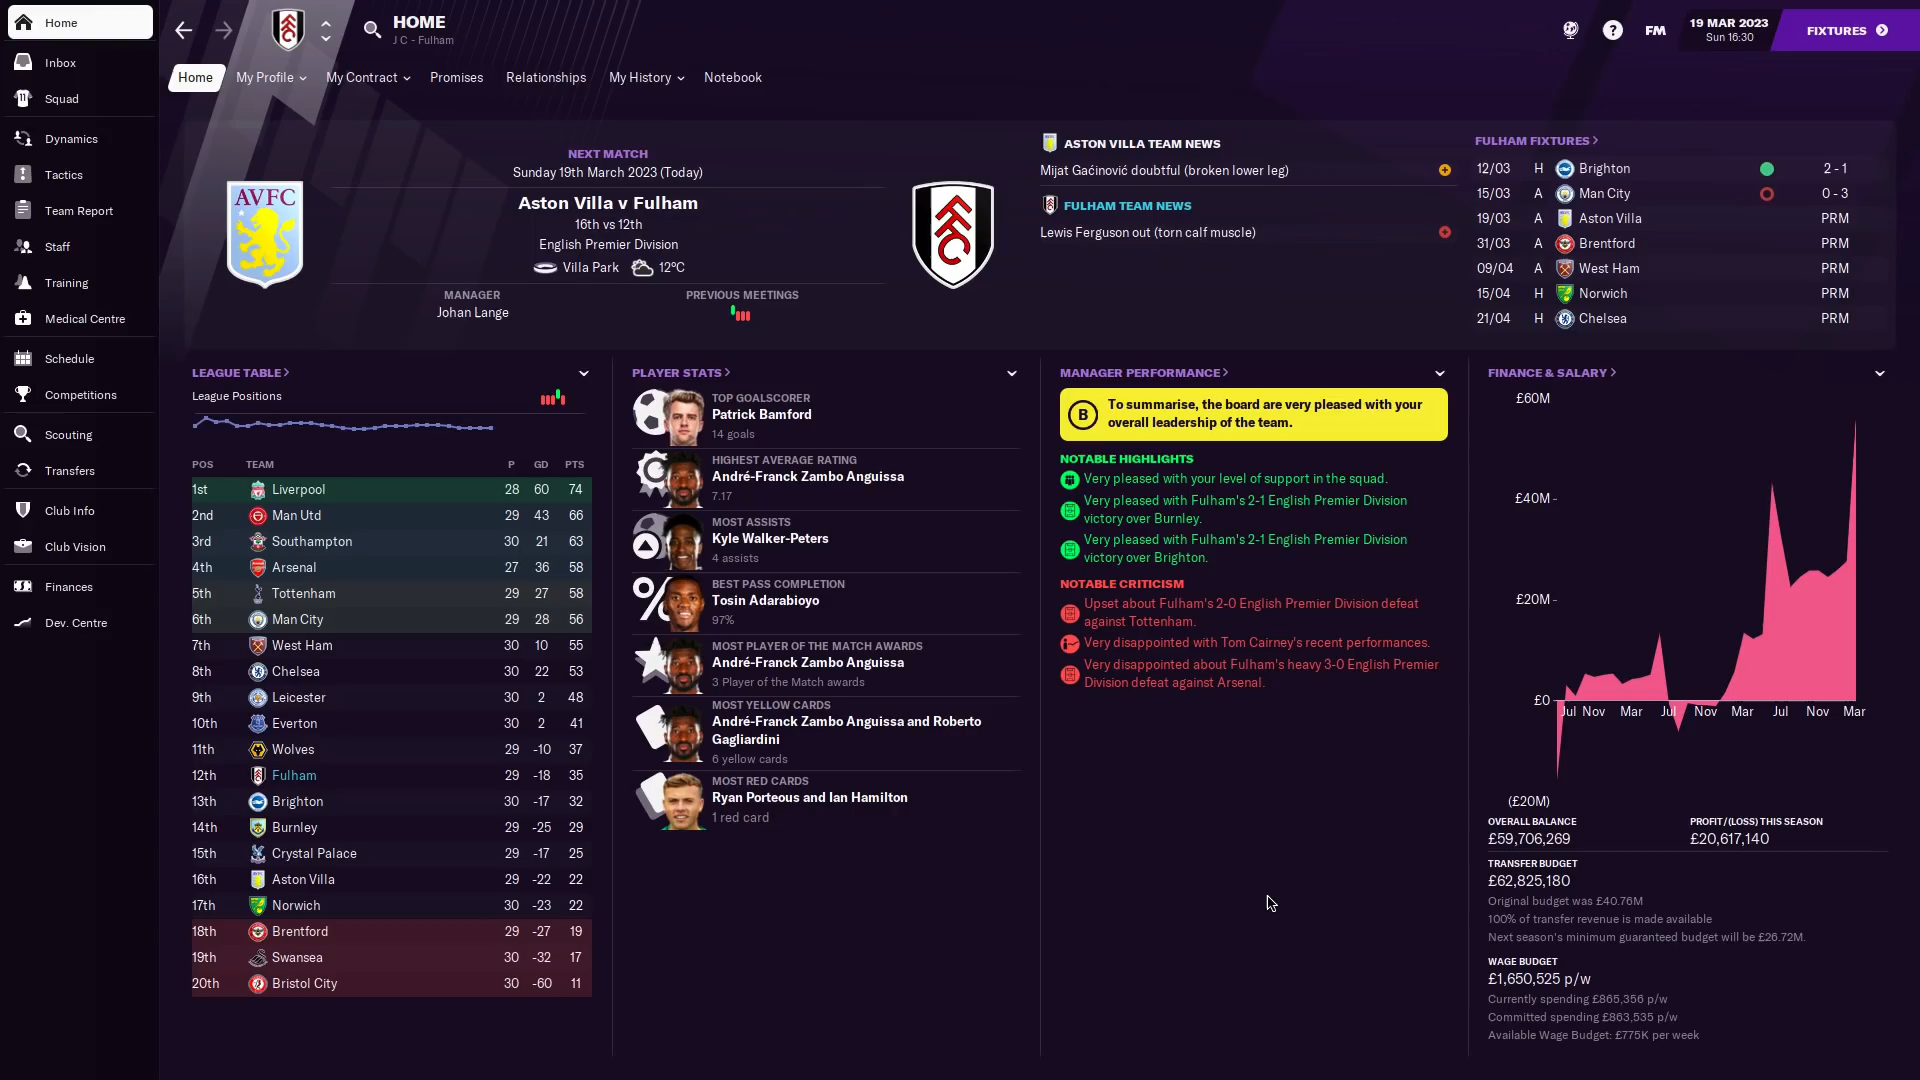 Home
Inbox
Squad
Dynamics
Tactics
Team Report
Staff
Training
Medical Centre
Schedule
Competitions
Scouting
Transfers
Club Info
Club Vision
Finances
Dev. Centre
HOME
J C - Fulham
FM
19 MAR 2023
Sun 16:30
FIXTURES
Home
My Profile
My Contract
Promises
Relationships
My History
Notebook
AVFC
NEXT MATCH
Sunday 19th March 2023 (Today)
Aston Villa v Fulham
16th vs 12th
English Premier Division
Villa Park 12°C
MANAGER
Johan Lange
PREVIOUS MEETINGS
FFC
ASTON VILLA TEAM NEWS
Mijat Gaćinović doubtful (broken lower leg)
FULHAM TEAM NEWS
Lewis Ferguson out (torn calf muscle)
FULHAM FIXTURES
12/03 H Brighton 2 - 1
15/03 A Man City 0 - 3
19/03 A Aston Villa PRM
31/03 A Brentford PRM
09/04 A West Ham PRM
15/04 H Norwich PRM
21/04 H Chelsea PRM
LEAGUE TABLE
League Positions
POS TEAM P GD PTS
1st Liverpool 28 60 74
2nd Man Utd 29 43 66
3rd Southampton 30 21 63
4th Arsenal 27 36 58
5th Tottenham 29 27 58
6th Man City 29 28 56
7th West Ham 30 10 55
8th Chelsea 30 22 53
9th Leicester 30 2 48
10th Everton 30 2 41
11th Wolves 29 -10 37
12th Fulham 29 -18 35
13th Brighton 30 -17 32
14th Burnley 29 -25 29
15th Crystal Palace 29 -17 25
16th Aston Villa 29 -22 22
17th Norwich 30 -23 22
18th Brentford 29 -27 19
19th Swansea 30 -32 17
20th Bristol City 30 -60 11
PLAYER STATS
TOP GOALSCORER
Patrick Bamford
14 goals
HIGHEST AVERAGE RATING
André-Franck Zambo Anguissa
7.17
MOST ASSISTS
Kyle Walker-Peters
4 assists
BEST PASS COMPLETION
Tosin Adarabioyo
97%
MOST PLAYER OF THE MATCH AWARDS
André-Franck Zambo Anguissa
3 Player of the Match awards
MOST YELLOW CARDS
André-Franck Zambo Anguissa and Roberto
Gagliardini
6 yellow cards
MOST RED CARDS
Ryan Porteous and Ian Hamilton
1 red card
MANAGER PERFORMANCE
B
To summarise, the board are very pleased with your
overall leadership of the team.
NOTABLE HIGHLIGHTS
Very pleased with your level of support in the squad.
Very pleased with Fulham's 2-1 English Premier Division
victory over Burnley.
Very pleased with Fulham's 2-1 English Premier Division
victory over Brighton.
NOTABLE CRITICISM
Upset about Fulham's 2-0 English Premier Division defeat
against Tottenham.
Very disappointed with Tom Cairney's recent performances.
Very disappointed about Fulham's heavy 3-0 English Premier
Division defeat against Arsenal.
FINANCE & SALARY
£60M
£40M
£20M
£0
Jul Nov Mar Jul Nov Mar Jul Nov Mar
(£20M)
OVERALL BALANCE
£59,706,269
PROFIT/(LOSS) THIS SEASON
£20,617,140
TRANSFER BUDGET
£62,825,180
Original budget was £40.76M
100% of transfer revenue is made available
Next season's minimum guaranteed budget will be £26.72M.
WAGE BUDGET
£1,650,525 p/w
Currently spending £865,356 p/w
Committed spending £863,535 p/w
Available Wage Budget: £775K per week